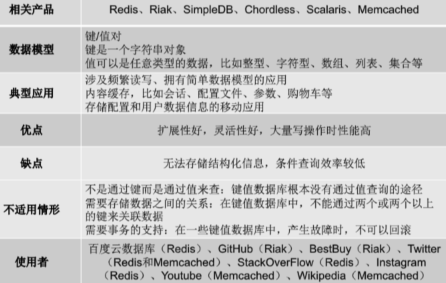 相关产品
Redis、Riak、SimpleDB、Chordless、Scalaris、Memcached
数据模型
键/值对
键是一个字符串对象
值可以是任意类型的数据，比如整型、字符型、数组、列表、集合等
典型应用
涉及频繁读写、拥有简单数据模型的应用
内容缓存，比如会话、配置文件、参数、购物车等
存储配置和用户数据信息的移动应用
优点
扩展性好，灵活性好，大量写操作时性能高
缺点
无法存储结构化信息，条件查询效率较低
不适用情形
不是通过键而是通过值来查：键值数据库根本没有通过值查询的途径
需要存储数据之间的关系：在键值数据库中，不能通过两个或两个以上
的键来关联数据
需要事务的支持：在一些键值数据库中，产生故障时，不可以回滚
使用者
百度云数据库（Redis）、GitHub（Riak）、BestBuy（Riak）、Twitter
（Redis和Memcached）、StackOverFlow（Redis）、Instagram
（Redis）、Youtube（Memcached）、Wikipedia（Memcached）